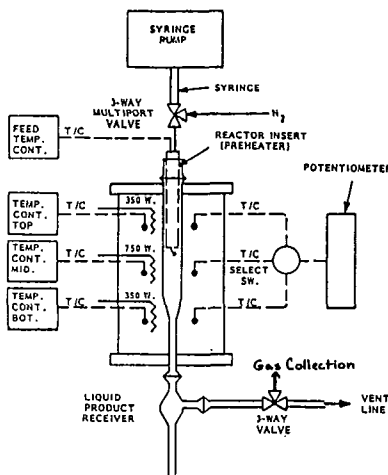 SYRINGE
PUMP
SYRINGE
3-WAY
MULTIPORT
VALVE
N2
FEED
TEMP.
CONT.
T/C
REACTOR INSERT
(PREHEATER)
POTENTIOMETER
TEMP.
CONT.
TOP
T/C
350 W.
T/C
TEMP.
CONT.
MID.
T/C
750 W.
T/C
SELECT
SW.
TEMP.
CONT.
BOT.
T/C
350 W.
T/C
Gas Collection
LIQUID
PRODUCT
RECEIVER
3-WAY
VALVE
VENT
LINE